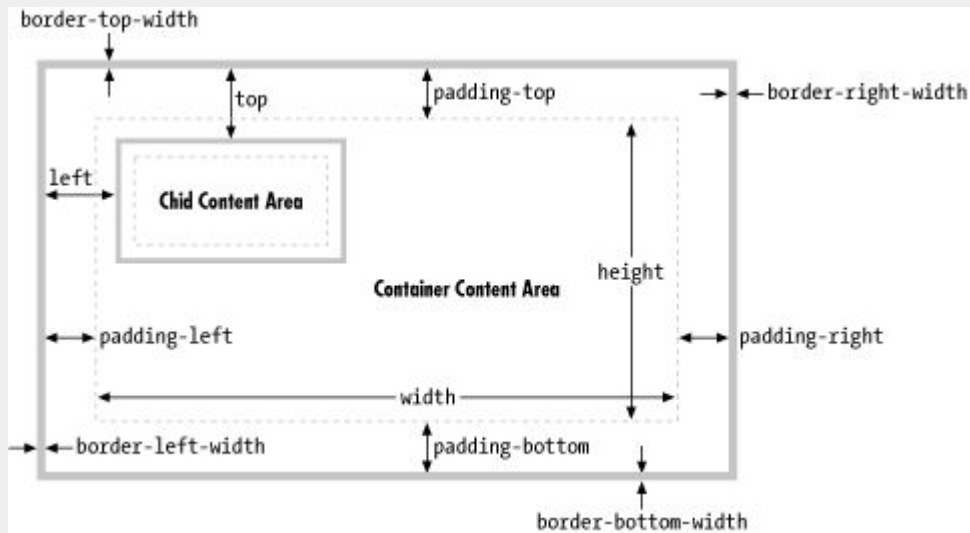 border-top-width
top
padding-top
border-right-width
left
Chid Content Area
height
Container Content Area
padding-left
padding-right
width
border-left-width
padding-bottom
border-bottom-width